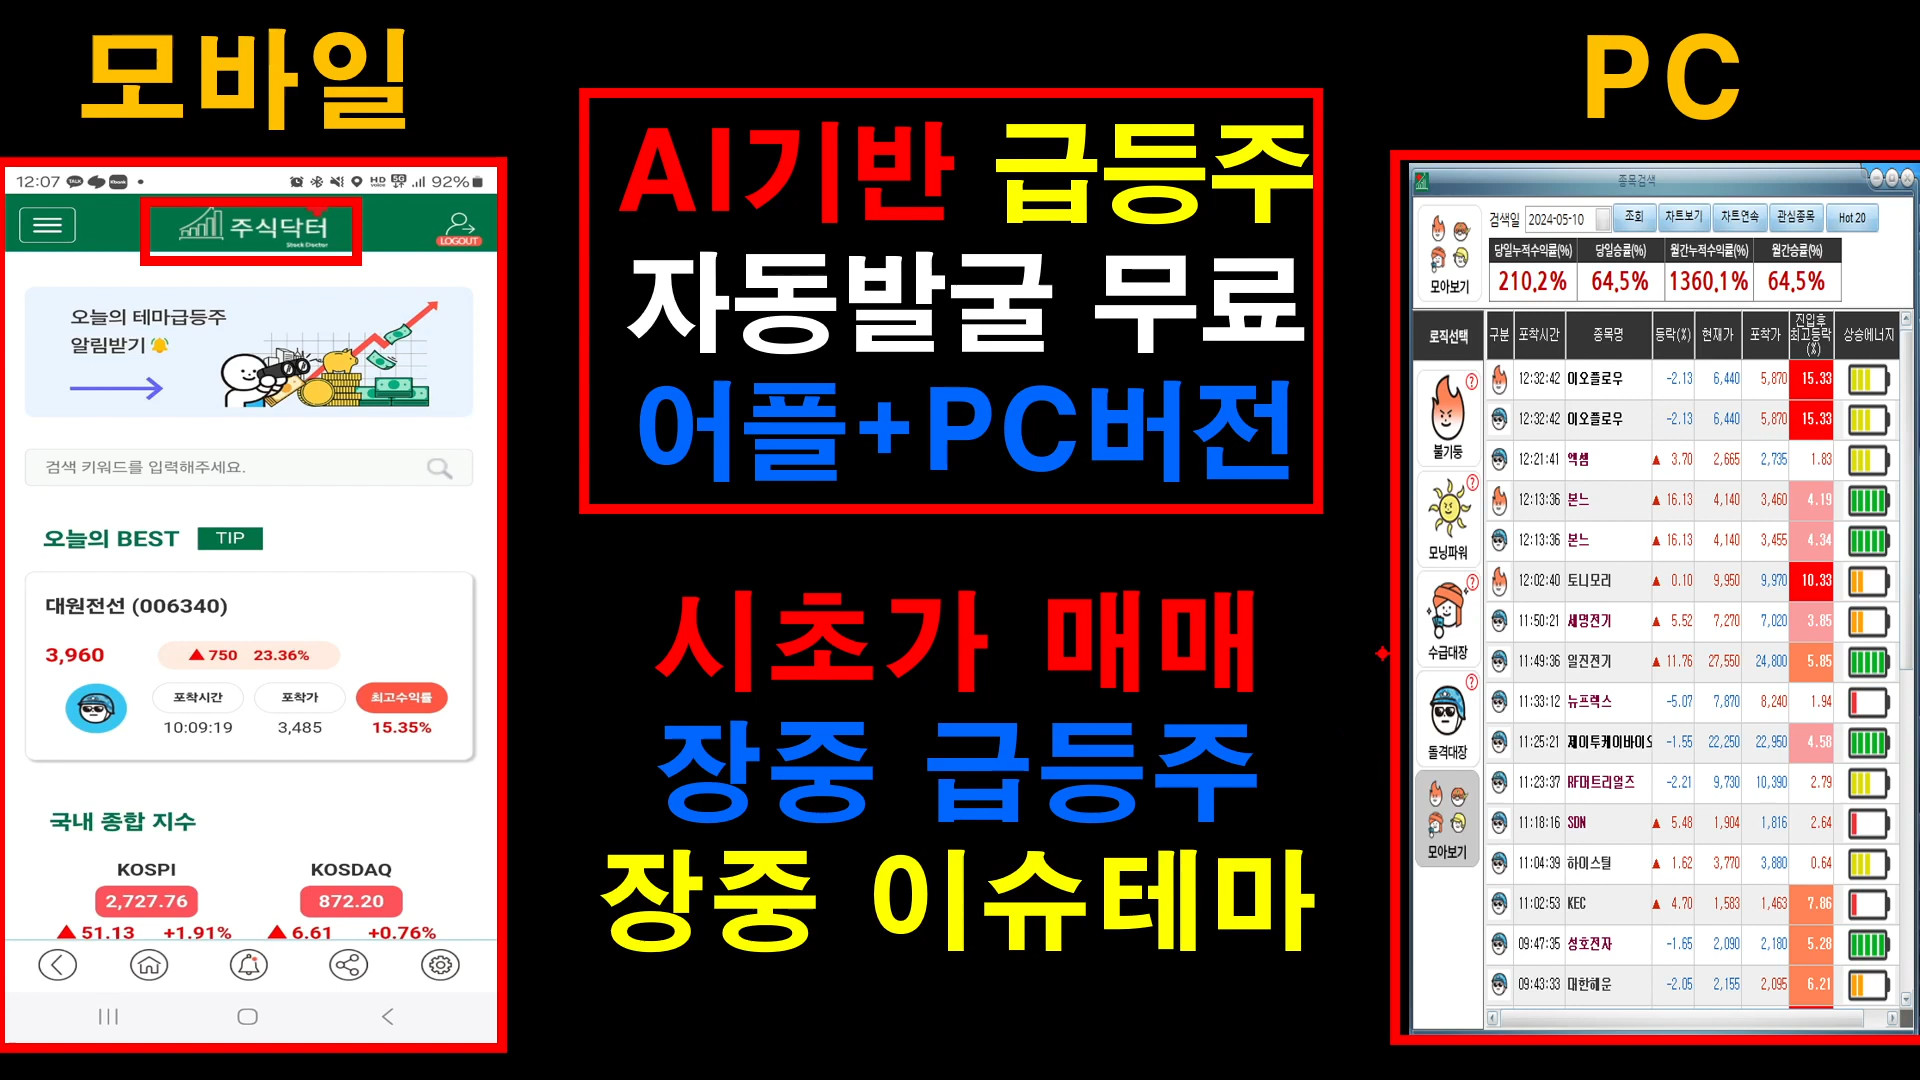 모바일
PC
AI기반 급등주
자동발굴 무료
어플+PC버전
시초가 매매
장중 급등주
장중 이슈테마
12:07
HD
5G
92%
주식닥터
Stock Doctor
LOGOUT
오늘의 테마급등주
알림받기
검색 키워드를 입력해주세요.
오늘의 BEST TIP
대원전선 (006340)
3,960 ▲750 23.36%
포착시간 포착가 최고수익률
10:09:19 3,485 15.35%
국내 종합 지수
KOSPI KOSDAQ
2,727.76 872.20
▲51.13 +1.91% ▲6.61 +0.76%
종목검색
검색일 2024-05-10 조회 차트보기 차트연속 관심종목 Hot 20
당일누적수익률(%) 당일승률(%) 월간누적수익률(%) 월간승률(%)
210.2% 64.5% 1360.1% 64.5%
모아보기
로직선택
불기둥
모닝파워
수급대장
돌격대장
모아보기
구분 포착시간 종목명 등락(%) 현재가 포착가 진입후 최고등락 (%) 상승에너지
12:32:42 이오플로우 -2.13 6,440 5,870 15.33
12:32:42 이오플로우 -2.13 6,440 5,870 15.33
12:21:41 엑셈 ▲ 3.70 2,665 2,735 1.83
12:13:36 본느 ▲ 16.13 4,140 3,460 4.19
12:13:36 본느 ▲ 16.13 4,140 3,455 4.34
12:02:40 토니모리 ▲ 0.10 9,950 9,970 10.33
11:50:21 세명전기 ▲ 5.52 7,270 7,020 3.85
11:49:36 일진전기 ▲ 11.76 27,550 24,800 5.85
11:33:12 뉴프렉스 -5.07 7,870 8,240 1.94
11:25:21 제이투케이바이오 -1.55 22,250 22,950 4.58
11:23:37 RF머트리얼즈 -2.21 9,730 10,390 2.79
11:18:16 SDN ▲ 5.48 1,904 1,816 2.64
11:04:39 하이스틸 ▲ 1.62 3,770 3,880 0.64
11:02:53 KEC ▲ 4.70 1,583 1,463 7.86
09:47:35 성호전자 -1.65 2,090 2,180 5.28
09:43:33 대한해운 -2.05 2,155 2,095 6.21